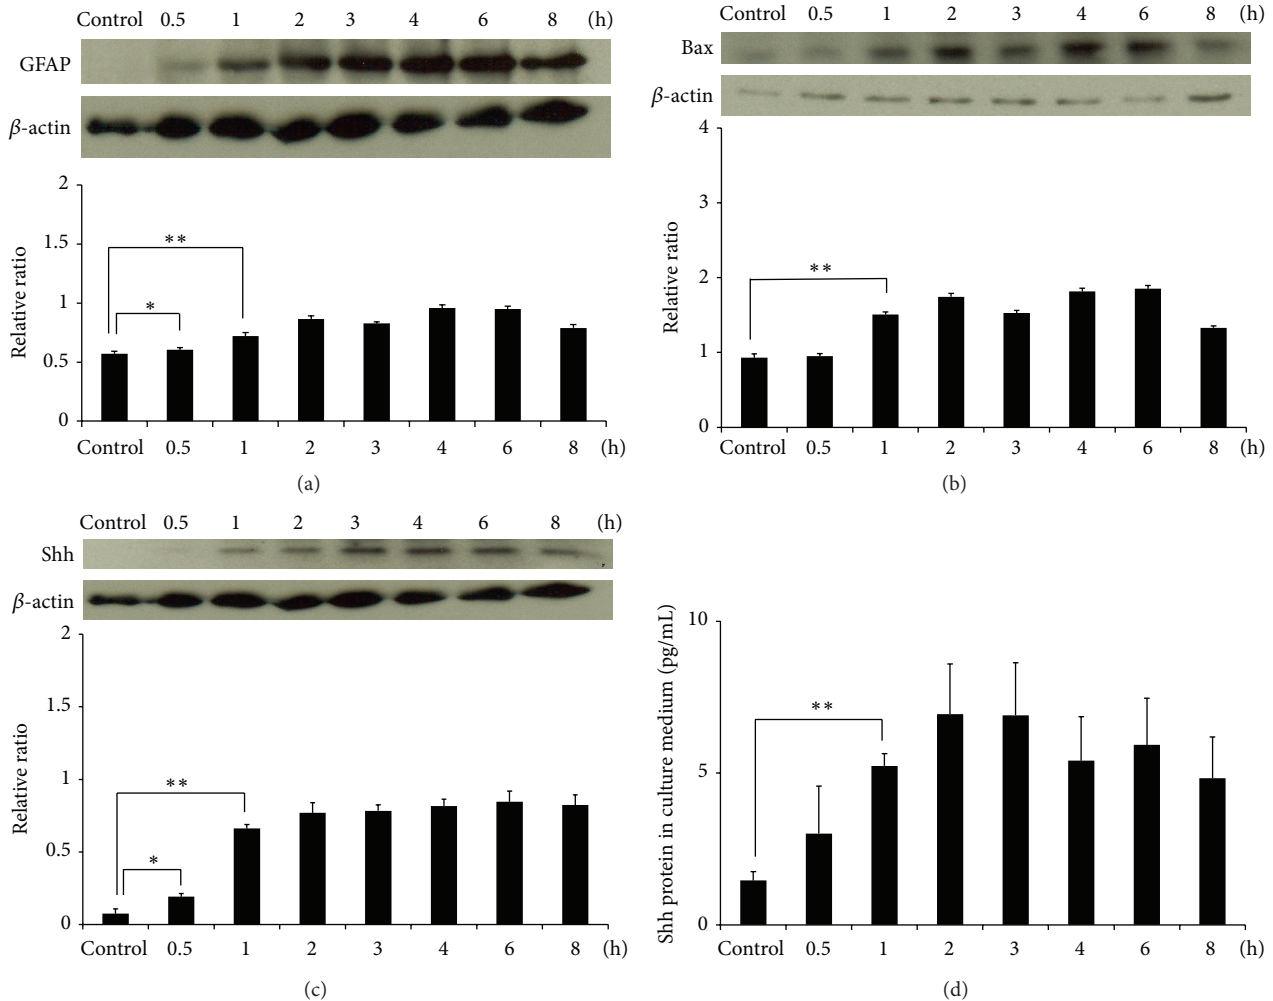 Control 0.5 1 2 3 4 6 8 (h)
GFAP
β-actin
2
1.5
1
0.5
0
Relative ratio
**
*
Control 0.5 1 2 3 4 6 8 (h)
(a)
Control 0.5 1 2 3 4 6 8 (h)
Bax
β-actin
4
3
2
1
0
Relative ratio
**
Control 0.5 1 2 3 4 6 8 (h)
(b)
Control 0.5 1 2 3 4 6 8 (h)
Shh
β-actin
2
1.5
1
0.5
0
Relative ratio
**
*
Control 0.5 1 2 3 4 6 8 (h)
(c)
10
5
0
Shh protein in culture medium (pg/mL)
**
Control 0.5 1 2 3 4 6 8 (h)
(d)